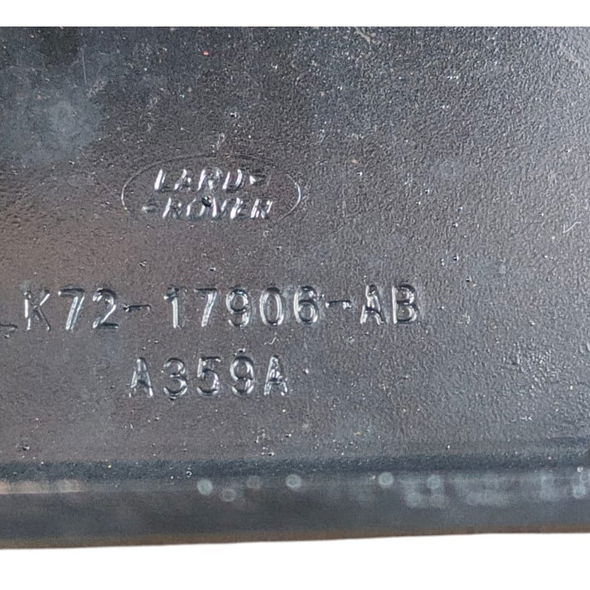 LAND-
-ROVER
LK72-17906-AB
A359A